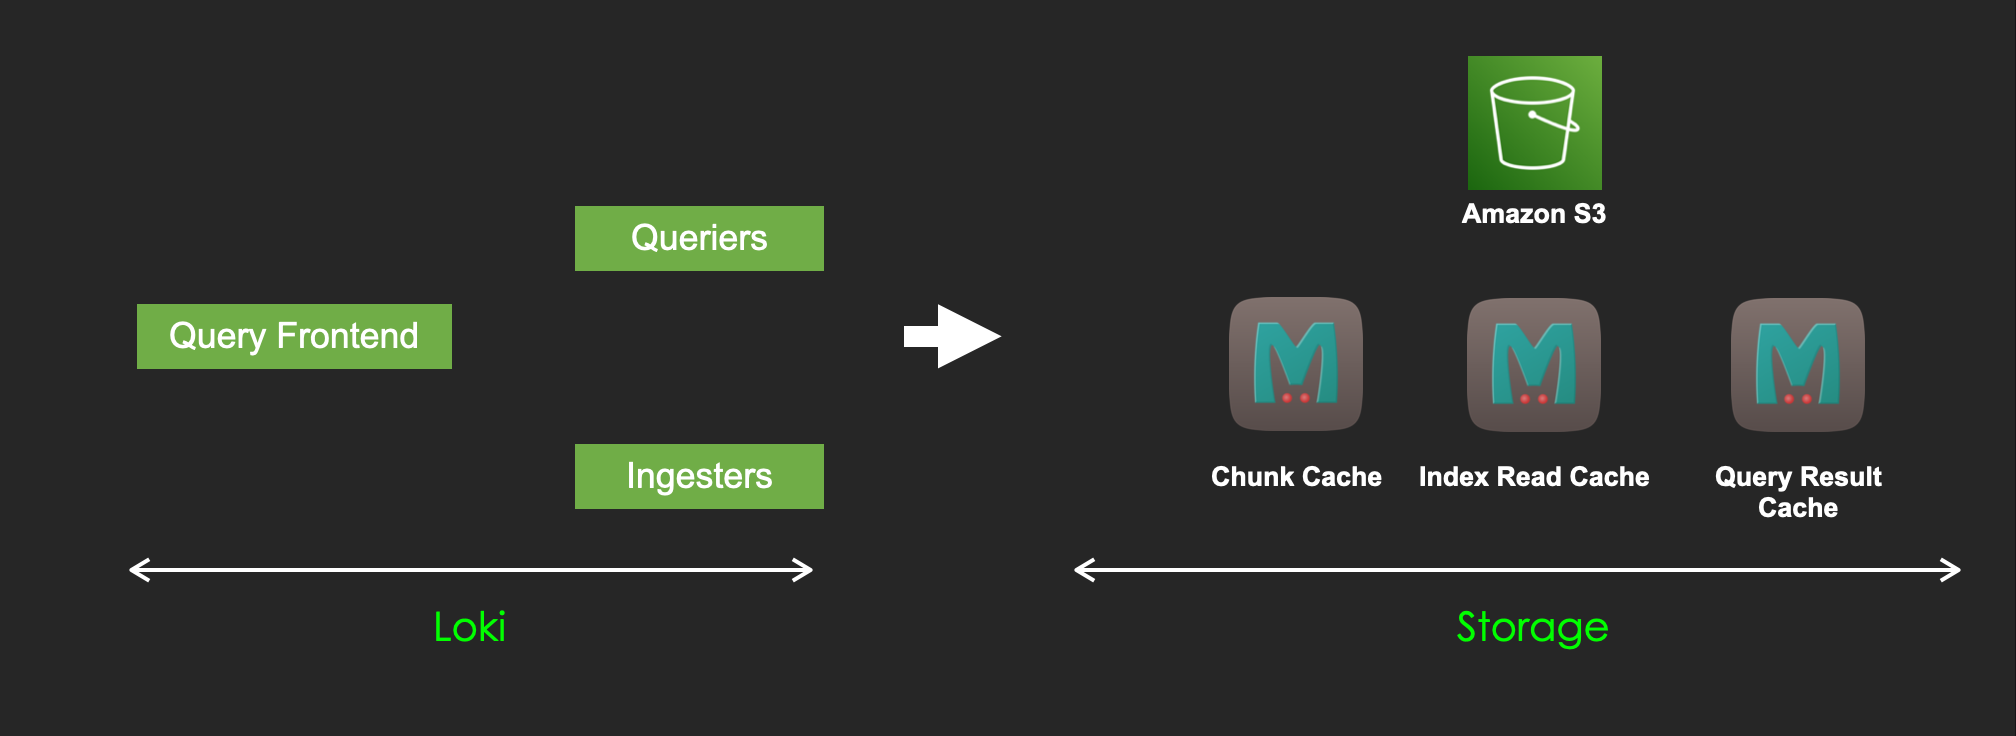 Amazon S3
Queriers
Query Frontend
Ingesters
Chunk Cache
Index Read Cache
Query Result
Cache
Loki
Storage